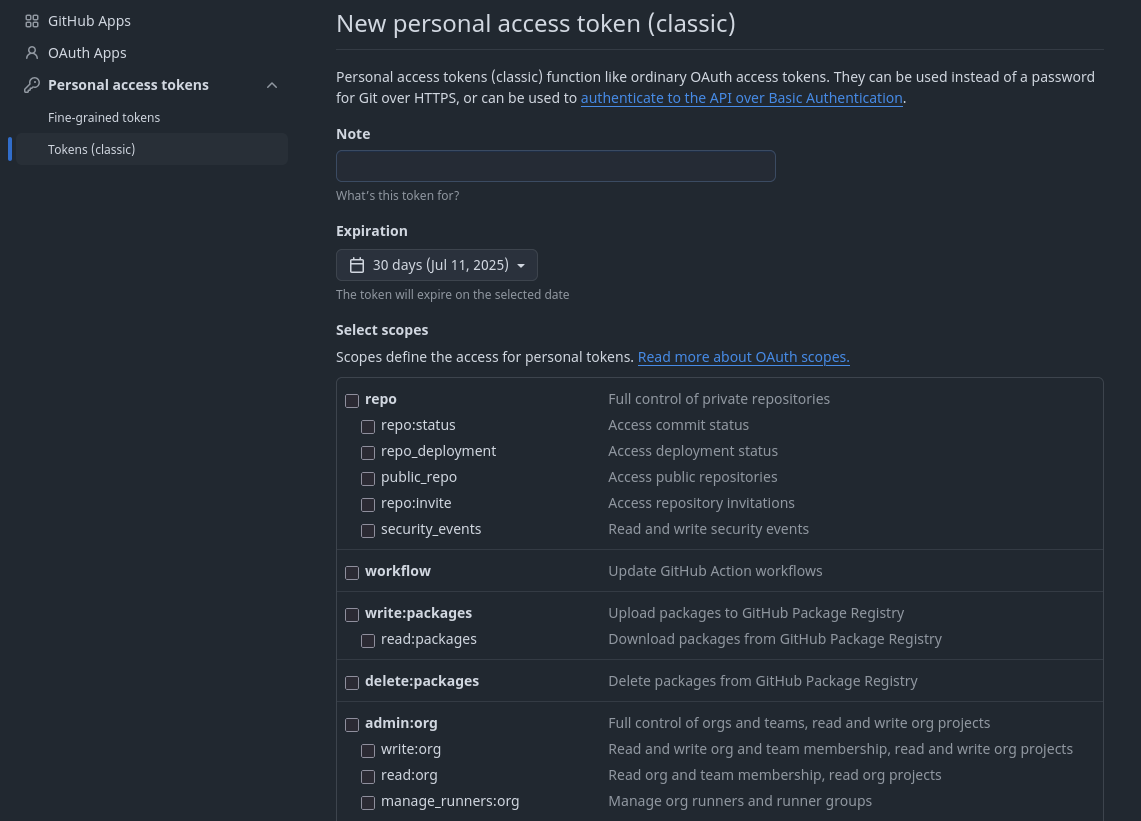 GitHub Apps
OAuth Apps
Personal access tokens
Fine-grained tokens
Tokens (classic)
New personal access token (classic)
Personal access tokens (classic) function like ordinary OAuth access tokens. They can be used instead of a password
for Git over HTTPS, or can be used to authenticate to the API over Basic Authentication.
Note
What's this token for?
Expiration
30 days (Jul 11, 2025)
The token will expire on the selected date
Select scopes
Scopes define the access for personal tokens. Read more about OAuth scopes.
repo Full control of private repositories
repo:status Access commit status
repo_deployment Access deployment status
public_repo Access public repositories
repo:invite Access repository invitations
security_events Read and write security events
workflow Update GitHub Action workflows
write:packages Upload packages to GitHub Package Registry
read:packages Download packages from GitHub Package Registry
delete:packages Delete packages from GitHub Package Registry
admin:org Full control of orgs and teams, read and write org projects
write:org Read and write org and team membership, read and write org projects
read:org Read org and team membership, read org projects
manage_runners:org Manage org runners and runner groups